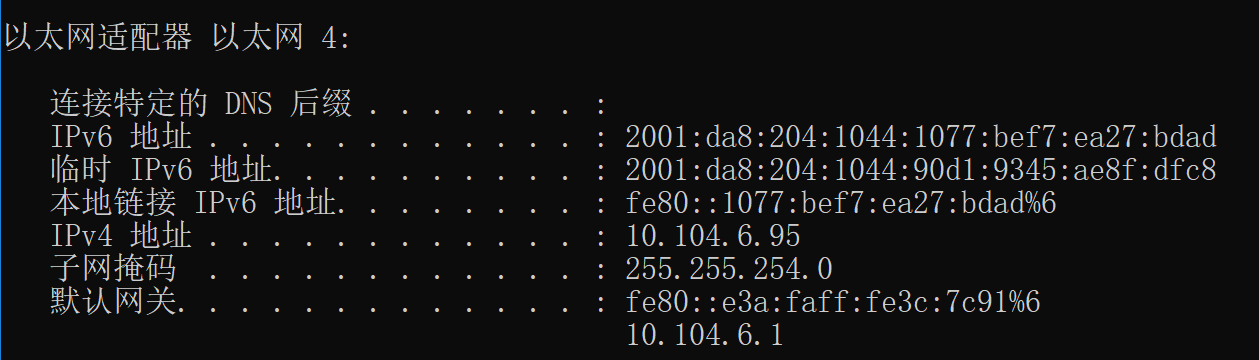 以太网适配器 以太网 4:
连接特定的 DNS 后缀 . . . . . . . :
IPv6 地址 . . . . . . . . . . . . : 2001:da8:204:1044:1077:bef7:ea27:bdad
临时 IPv6 地址. . . . . . . . . . : 2001:da8:204:1044:90d1:9345:ae8f:dfc8
本地链接 IPv6 地址. . . . . . . . : fe80::1077:bef7:ea27:bdad%6
IPv4 地址 . . . . . . . . . . . . : 10.104.6.95
子网掩码  . . . . . . . . . . . . : 255.255.254.0
默认网关. . . . . . . . . . . . . : fe80::e3a:faff:fe3c:7c91%6
10.104.6.1